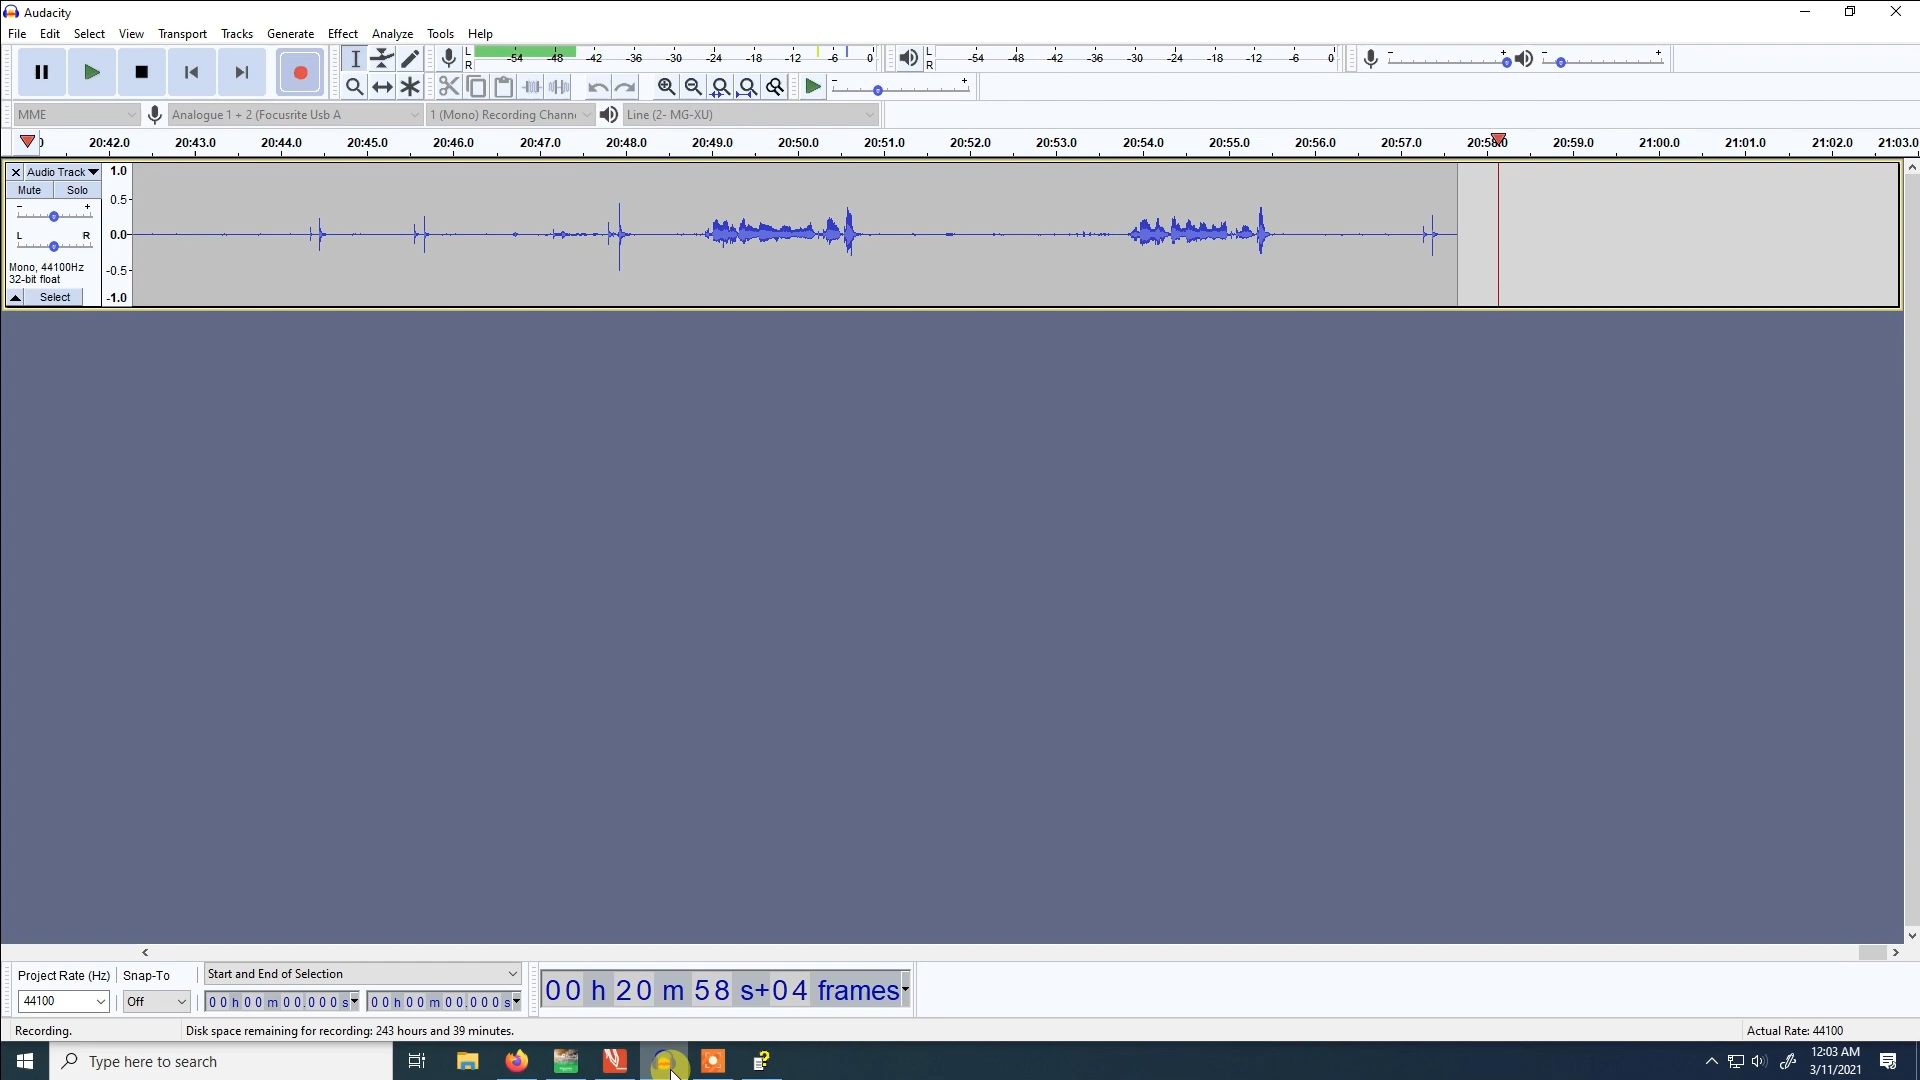 Audacity
File Edit Select View Transport Tracks Generate Effect Analyze Tools Help
L R -54 -48 -42 -36 -30 -24 -18 -12 -6 0 L R -54 -48 -42 -36 -30 -24 -18 -12 -6 0 - + - +
- +
MME Analogue 1 + 2 (Focusrite Usb A 1 (Mono) Recording Chann Line (2- MG-XU)
20:42.0 20:43.0 20:44.0 20:45.0 20:46.0 20:47.0 20:48.0 20:49.0 20:50.0 20:51.0 20:52.0 20:53.0 20:54.0 20:55.0 20:56.0 20:57.0 20:58.0 20:59.0 21:00.0 21:01.0 21:02.0 21:03.0
Audio Track 1.0
Mute Solo 0.5
- +
L R 0.0
Mono, 44100Hz -0.5
32-bit float
Select -1.0
Project Rate (Hz) Snap-To Start and End of Selection
44100 Off 00 h 00 m 00.000 s 00 h 00 m 00.000 s 00 h 20 m 58 s+04 frames
Recording. Disk space remaining for recording: 243 hours and 39 minutes. Actual Rate: 44100
Type here to search 12:03 AM
3/11/2021